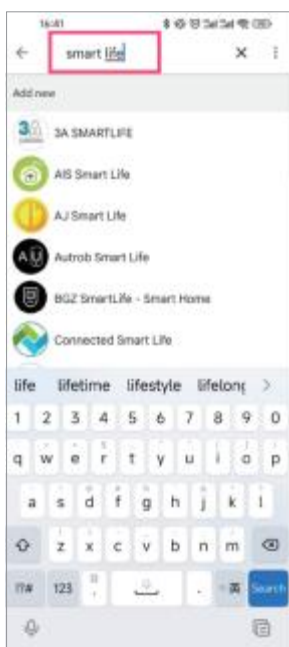 16:41
smart life
Add new
3A SMARTLIFE
AIS Smart Life
AJ Smart Life
Autrob Smart Life
BGZ SmartLife - Smart Home
Connected Smart Life
life lifetime lifestyle lifelong
1 2 3 4 5 6 7 8 9 0
q w e r t y u i o p
a s d f g h j k l
z x c v b n m
!?# 123 , . 英 Search